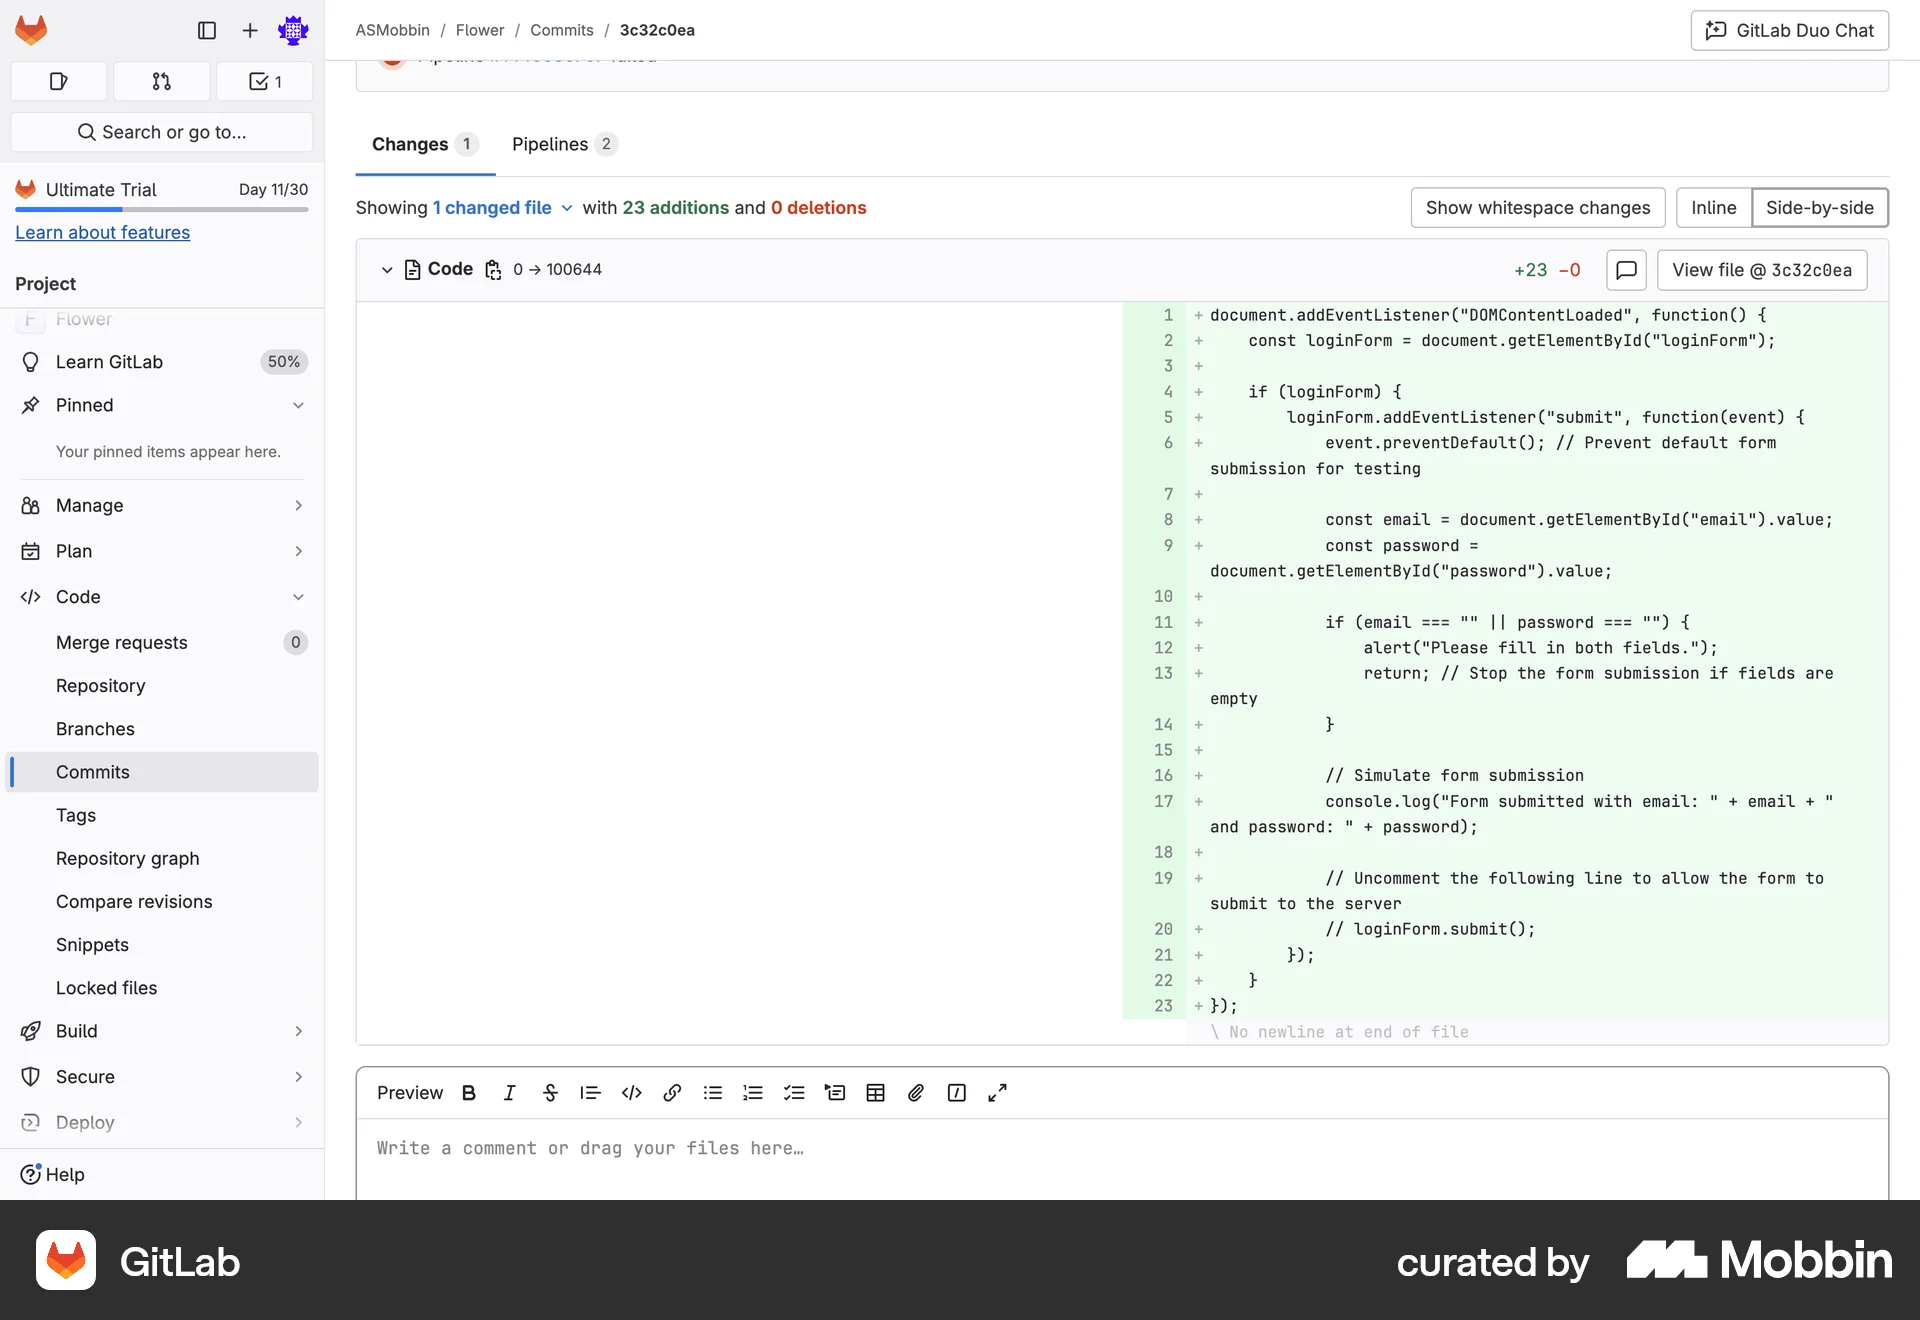 ASMobbin / Flower / Commits / 3c32c0ea
GitLab Duo Chat
1
Search or go to...
Ultimate Trial Day 11/30
Learn about features
Project
F Flower
Learn GitLab 50%
Pinned
Your pinned items appear here.
Manage
Plan
Code
Merge requests 0
Repository
Branches
Commits
Tags
Repository graph
Compare revisions
Snippets
Locked files
Build
Secure
Deploy
Help
Changes 1 Pipelines 2
Showing 1 changed file with 23 additions and 0 deletions
Show whitespace changes Inline Side-by-side
Code 0 → 100644 +23 −0 View file @ 3c32c0ea
1 + document.addEventListener("DOMContentLoaded", function() {
2 +     const loginForm = document.getElementById("loginForm");
3 +
4 +     if (loginForm) {
5 +         loginForm.addEventListener("submit", function(event) {
6 +             event.preventDefault(); // Prevent default form
submission for testing
7 +
8 +             const email = document.getElementById("email").value;
9 +             const password =
document.getElementById("password").value;
10 +
11 +             if (email === "" || password === "") {
12 +                 alert("Please fill in both fields.");
13 +                 return; // Stop the form submission if fields are
empty
14 +             }
15 +
16 +             // Simulate form submission
17 +             console.log("Form submitted with email: " + email + "
and password: " + password);
18 +
19 +             // Uncomment the following line to allow the form to
submit to the server
20 +             // loginForm.submit();
21 +         });
22 +     }
23 + });
\ No newline at end of file
Preview
Write a comment or drag your files here…
GitLab
curated by Mobbin